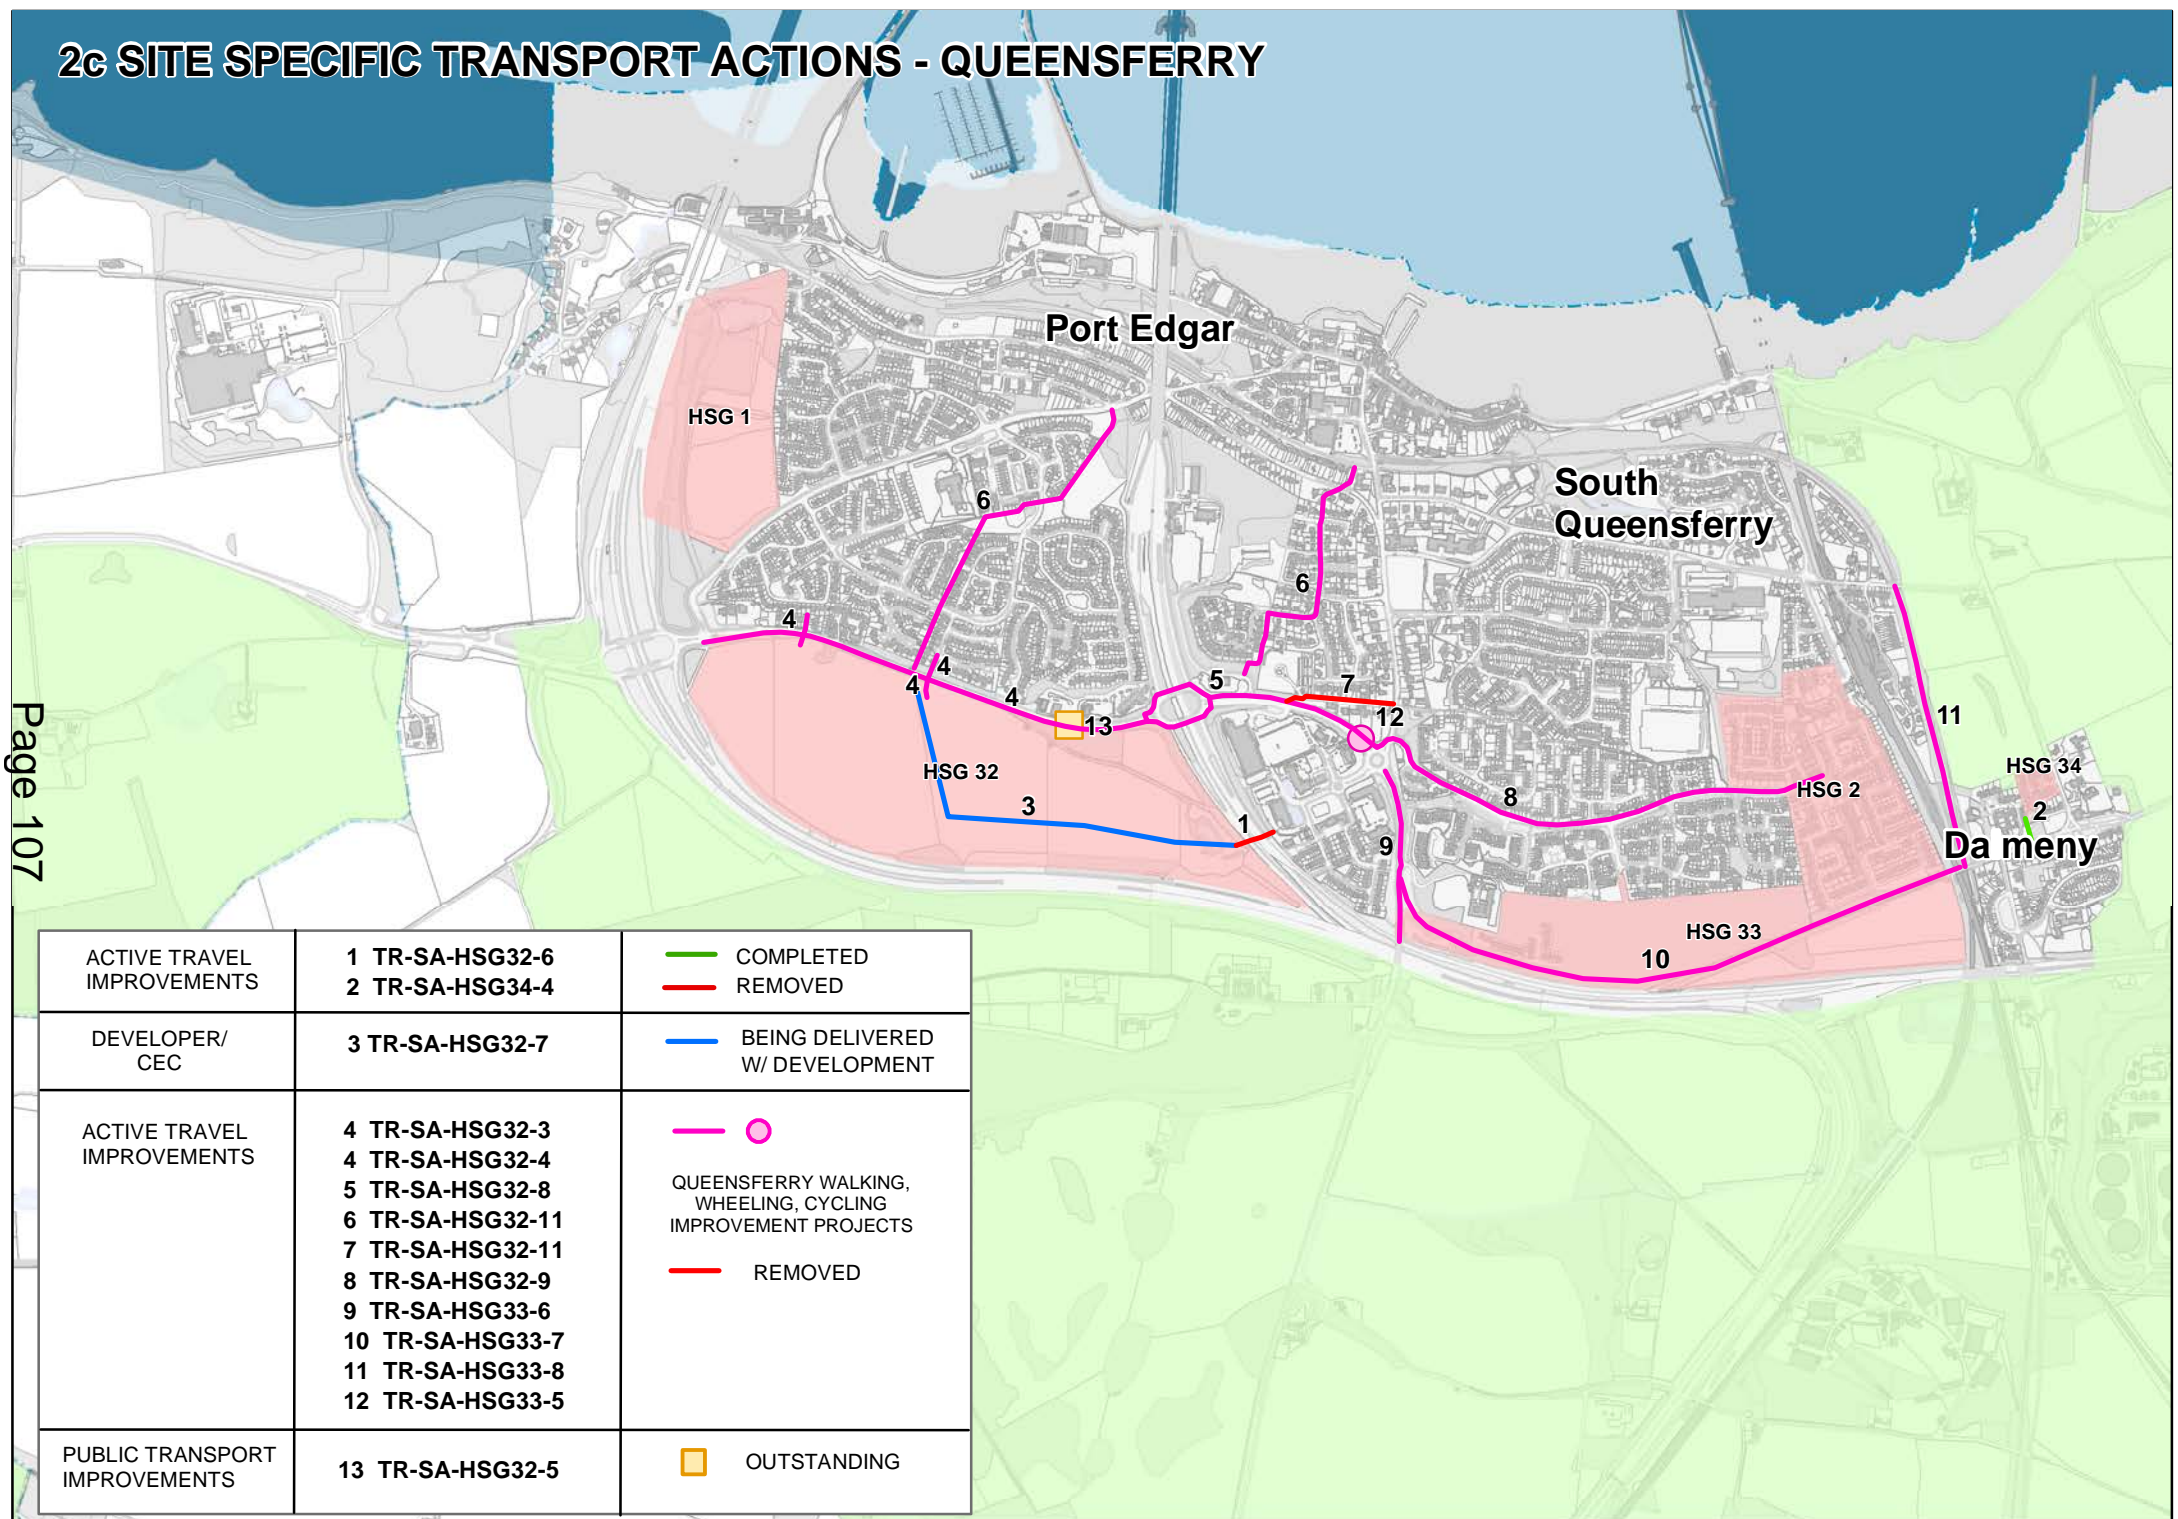 2c SITE SPECIFIC TRANSPORT ACTIONS - QUEENSFERRY
Port Edgar
HSG 1
South
Queensferry
6
6
4
4
4
4
5
7
12
13
11
HSG 32
HSG 34
HSG 2
2
3
1
8
9
Da meny
HSG 33
10
Page 107
ACTIVE TRAVEL
IMPROVEMENTS
1 TR-SA-HSG32-6
2 TR-SA-HSG34-4
COMPLETED
REMOVED
DEVELOPER/
CEC
3 TR-SA-HSG32-7
BEING DELIVERED
W/ DEVELOPMENT
ACTIVE TRAVEL
IMPROVEMENTS
4 TR-SA-HSG32-3
4 TR-SA-HSG32-4
5 TR-SA-HSG32-8
6 TR-SA-HSG32-11
7 TR-SA-HSG32-11
8 TR-SA-HSG32-9
9 TR-SA-HSG33-6
10 TR-SA-HSG33-7
11 TR-SA-HSG33-8
12 TR-SA-HSG33-5
QUEENSFERRY WALKING,
WHEELING, CYCLING
IMPROVEMENT PROJECTS
REMOVED
PUBLIC TRANSPORT
IMPROVEMENTS
13 TR-SA-HSG32-5
OUTSTANDING